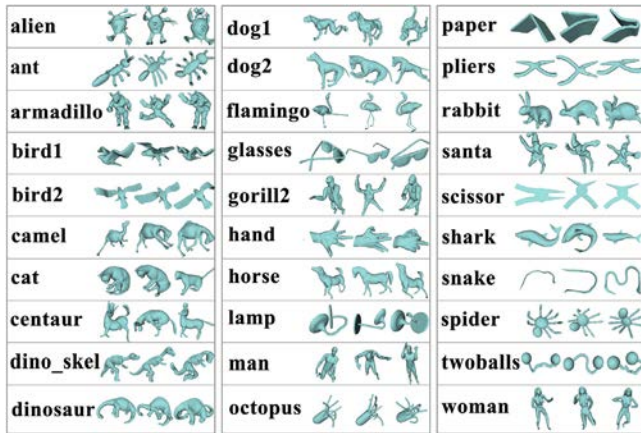 alien
ant
armadillo
bird1
bird2
camel
cat
centaur
dino_skel
dinosaur
dog1
dog2
flamingo
glasses
gorill2
hand
horse
lamp
man
octopus
paper
pliers
rabbit
santa
scissor
shark
snake
spider
twoballs
woman